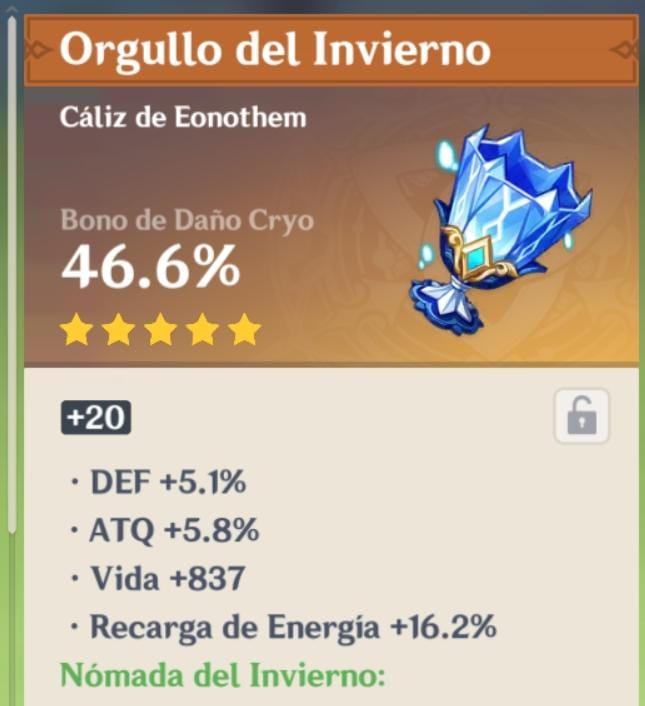 Orgullo del Invierno
Cáliz de Eonothem
Bono de Daño Cryo
46.6%
+20
· DEF +5.1%
· ATQ +5.8%
· Vida +837
· Recarga de Energía +16.2%
Nómada del Invierno: